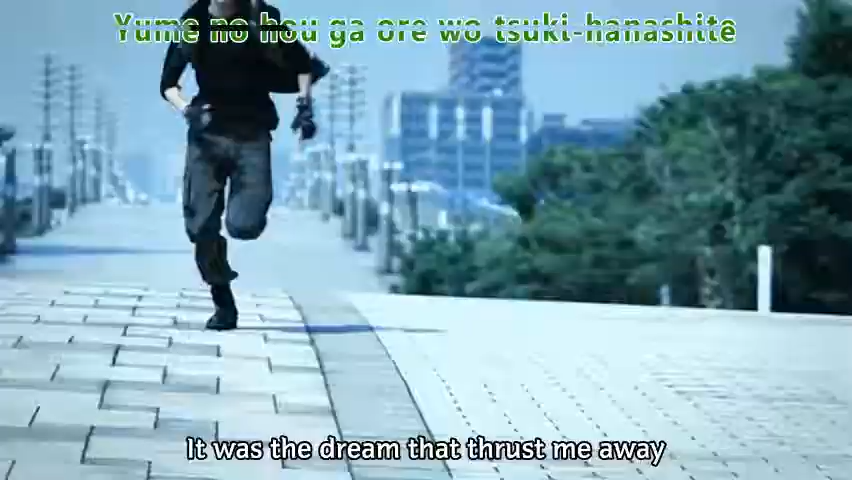 Yume no hou ga ore wo tsuki-hanashite
It was the dream that thrust me away